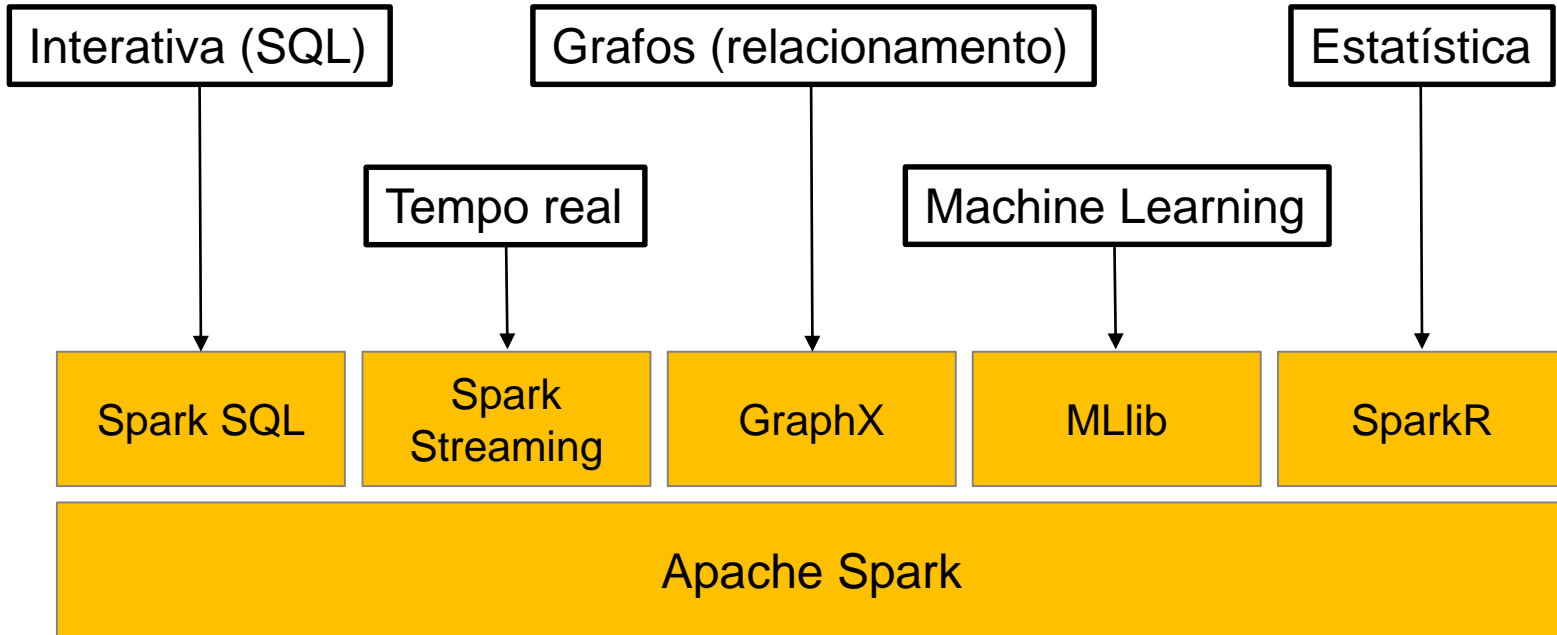 Interativa (SQL)
Grafos (relacionamento)
Estatística
Tempo real
Machine Learning
Spark SQL
Spark
Streaming
GraphX
MLlib
SparkR
Apache Spark